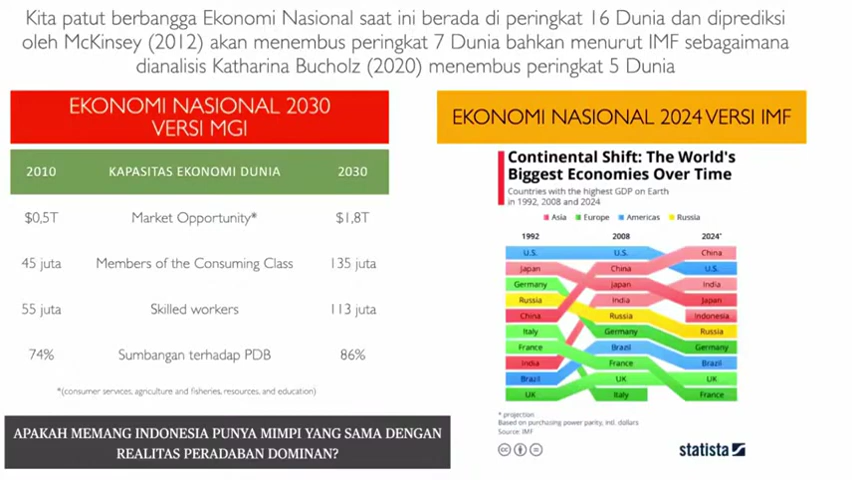 Kita patut berbangga Ekonomi Nasional saat ini berada di peringkat 16 Dunia dan diprediksi
oleh McKinsey (2012) akan menembus peringkat 7 Dunia bahkan menurut IMF sebagaimana
dianalisis Katharina Bucholz (2020) menembus peringkat 5 Dunia
EKONOMI NASIONAL 2030
VERSI MGI
2010 KAPASITAS EKONOMI DUNIA 2030
$0,5T Market Opportunity* $1,8T
45 juta Members of the Consuming Class 135 juta
55 juta Skilled workers 113 juta
74% Sumbangan terhadap PDB 86%
*(consumer services, agriculture and fisheries, resources, and education)
APAKAH MEMANG INDONESIA PUNYA MIMPI YANG SAMA DENGAN
REALITAS PERADABAN DOMINAN?
EKONOMI NASIONAL 2024 VERSI IMF
Continental Shift: The World's
Biggest Economies Over Time
Countries with the highest GDP on Earth
in 1992, 2008 and 2024
Asia Europe Americas Russia
1992 2008 2024*
U.S. U.S. China
Japan China U.S.
Germany Japan India
Russia India Japan
China Russia Indonesia
Italy Germany Russia
France Brazil Germany
India France Brazil
Brazil UK UK
UK Italy France
* projection
Based on purchasing power parity, intl. dollars
Source: IMF
statista